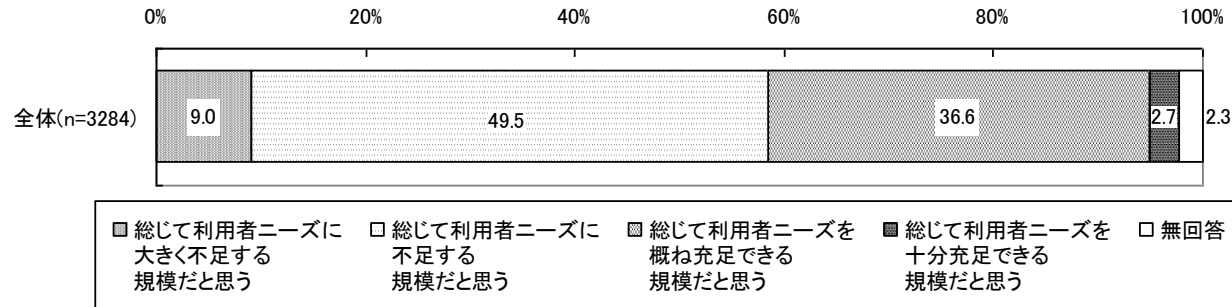 0% 20% 40% 60% 80% 100%
全体(n=3284) 9.0 49.5 36.6 2.7 2.3
総じて利用者ニーズに 総じて利用者ニーズに 総じて利用者ニーズを 総じて利用者ニーズを 無回答
大きく不足する 不足する 概ね充足できる 十分充足できる
規模だと思う 規模だと思う 規模だと思う 規模だと思う